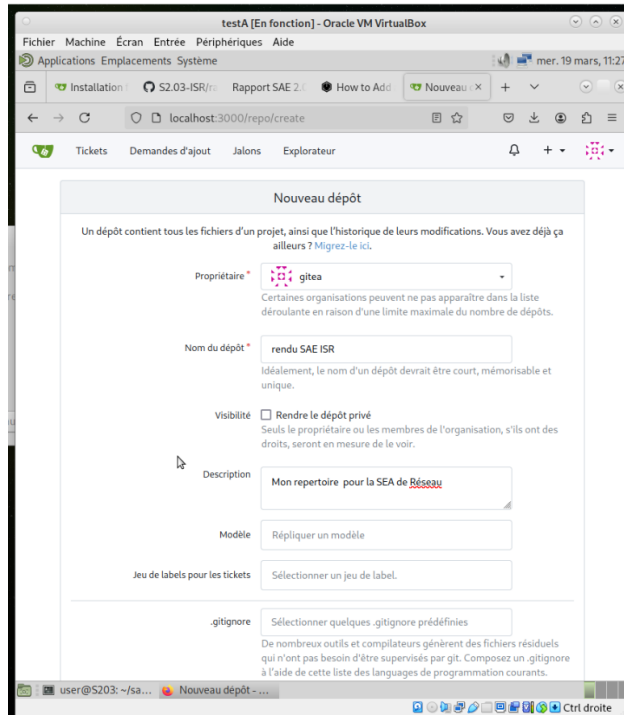 testA [En fonction] - Oracle VM VirtualBox
Fichier Machine Écran Entrée Périphériques Aide
Applications Emplacements Système mer. 19 mars, 11:27
Installation S2.03-ISR/ra Rapport SAE 2.0 How to Add Nouveau
localhost:3000/repo/create
Tickets Demandes d'ajout Jalons Explorateur
Nouveau dépôt
Un dépôt contient tous les fichiers d'un projet, ainsi que l'historique de leurs modifications. Vous avez déjà ça
ailleurs ? Migrez-le ici.
Propriétaire * gitea
Certaines organisations peuvent ne pas apparaître dans la liste
déroulante en raison d'une limite maximale du nombre de dépôts.
Nom du dépôt * rendu SAE ISR
Idéalement, le nom d'un dépôt devrait être court, mémorisable et
unique.
Visibilité Rendre le dépôt privé
Seuls le propriétaire ou les membres de l'organisation, s'ils ont des
droits, seront en mesure de le voir.
Description Mon repertoire pour la SEA de Réseau
Modèle Répliquer un modèle
Jeu de labels pour les tickets Sélectionner un jeu de label.
.gitignore Sélectionner quelques .gitignore prédéfinies
De nombreux outils et compilateurs génèrent des fichiers résiduels
qui n'ont pas besoin d'être supervisés par git. Composez un .gitignore
à l'aide de cette liste des languages de programmation courants.
user@S203: ~/sa... Nouveau dépôt - ...
Ctrl droite